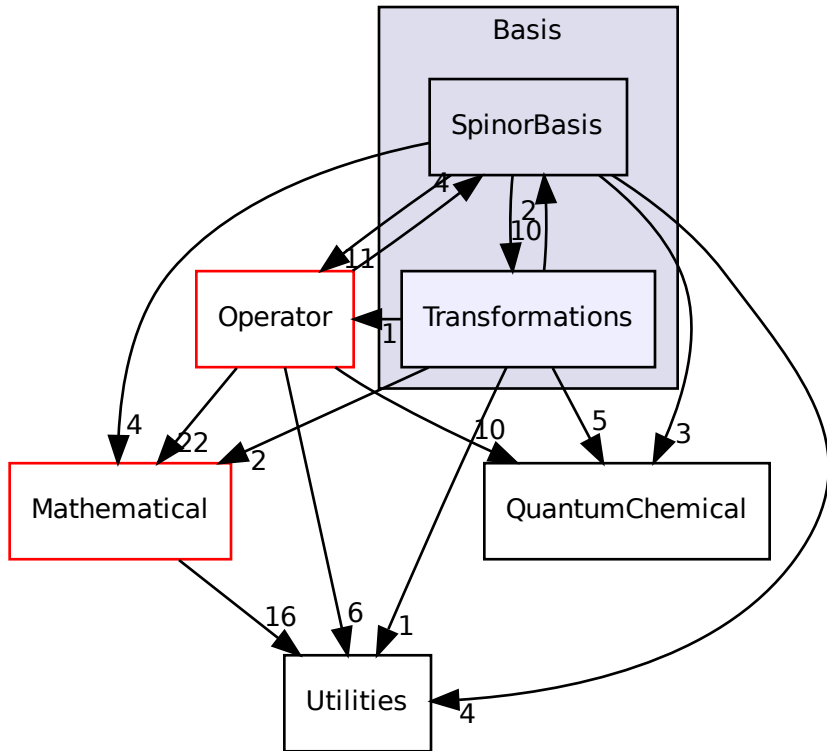 Basis
SpinorBasis
4
2
10
11
Operator
Transformations
1
4
22
2
10
5
3
Mathematical
QuantumChemical
16
6
1
Utilities
4